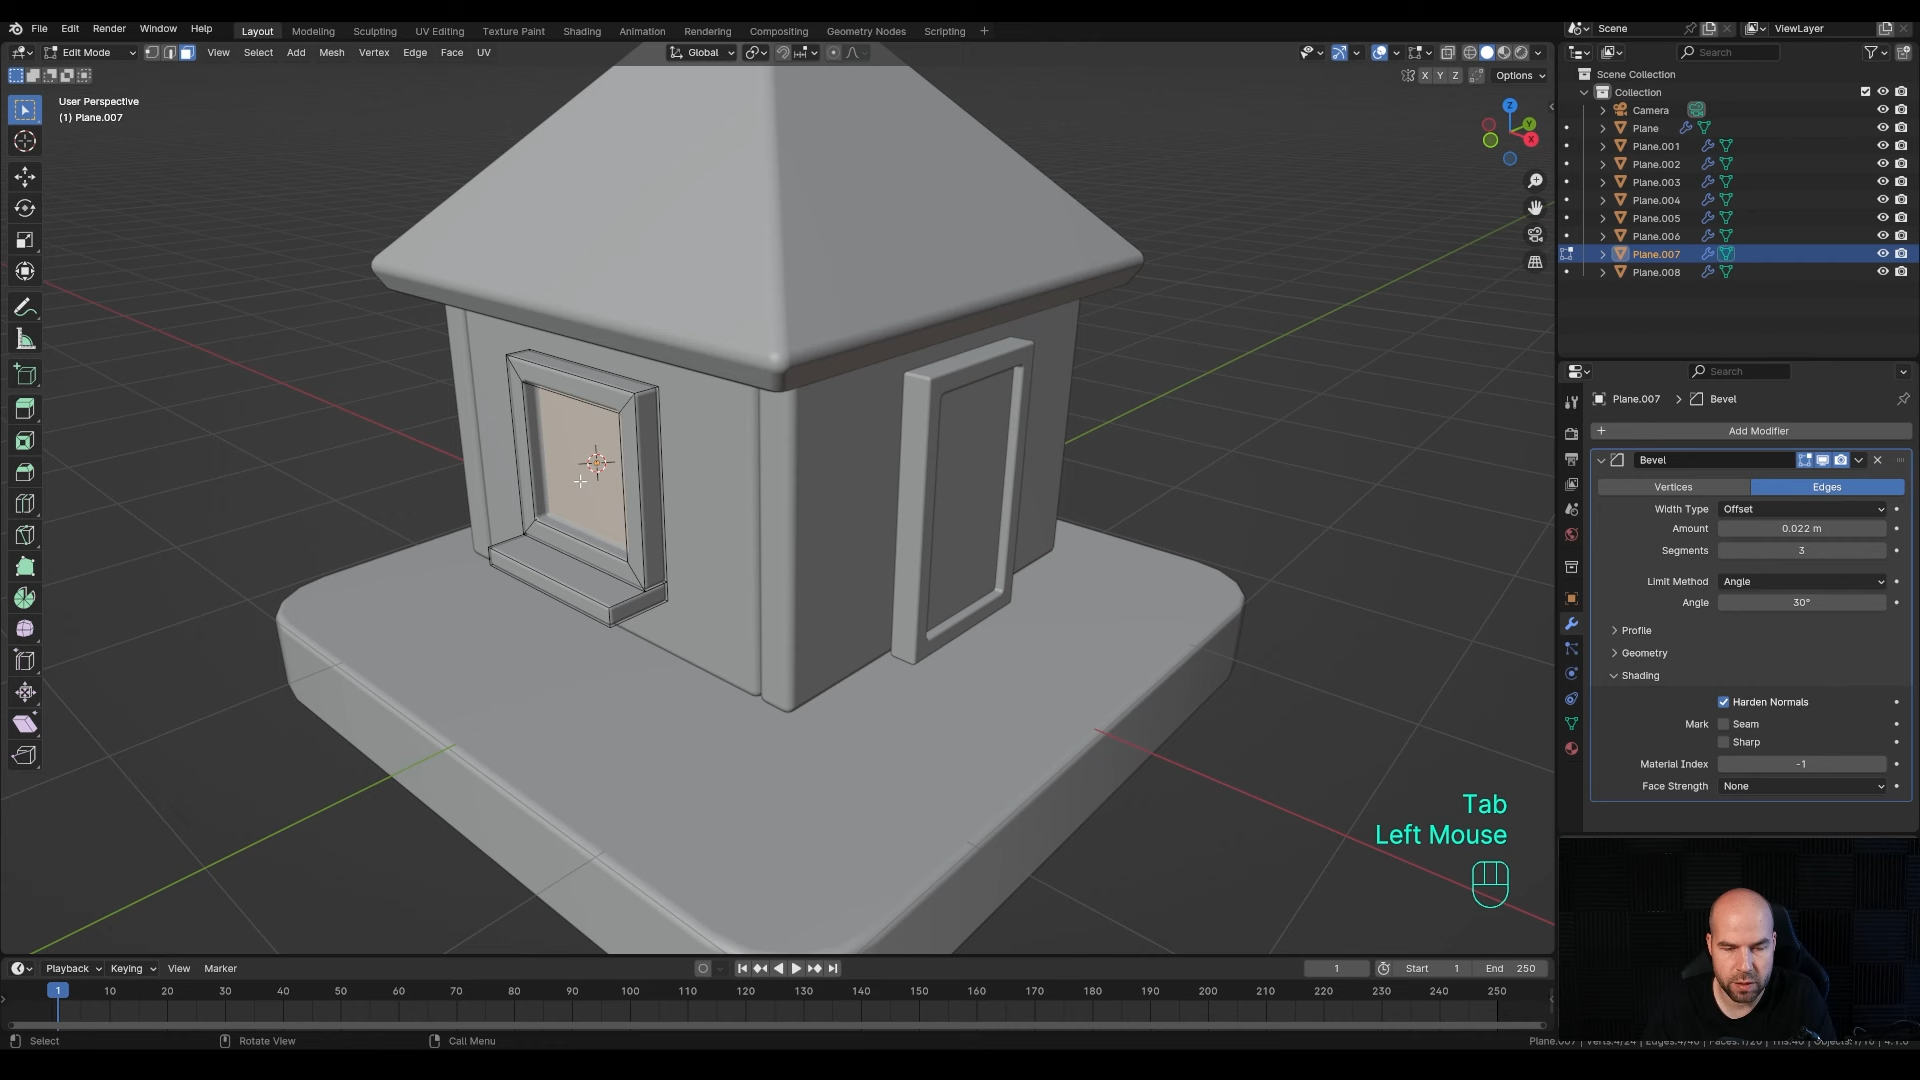 File Edit Render Window Help Layout Modeling Sculpting UV Editing Texture Paint Shading Animation Rendering Compositing Geometry Nodes Scripting + Scene ViewLayer
Edit Mode View Select Add Mesh Vertex Edge Face UV Global Search
X Y Z Options
User Perspective
(1) Plane.007
Scene Collection
Collection
Camera
Plane
Plane.001
Plane.002
Plane.003
Plane.004
Plane.005
Plane.006
Plane.007
Plane.008
Z
Y
X
Search
Plane.007 > Bevel
+ Add Modifier
Bevel
Vertices Edges
Width Type Offset
Amount 0.022 m
Segments 3
Limit Method Angle
Angle 30°
Profile
Geometry
Shading
Harden Normals
Mark Seam
Sharp
Material Index -1
Face Strength None
Tab
Left Mouse
Playback Keying View Marker 1 Start 1 End 250
1 10 20 30 40 50 60 70 80 90 100 110 120 130 140 150 160 170 180 190 200 210 220 230 240 250
Select Rotate View Call Menu